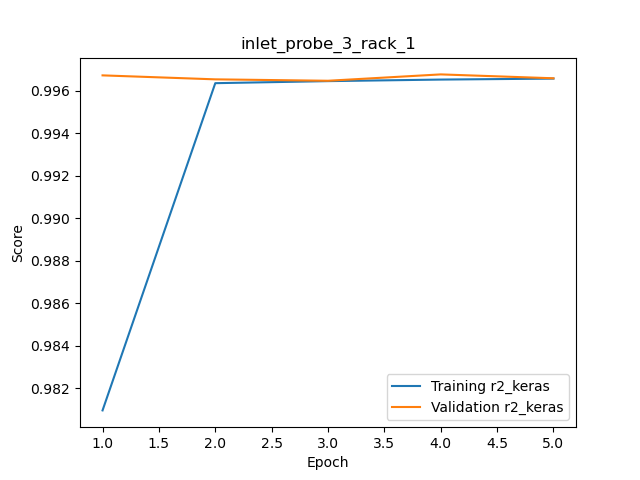 inlet_probe_3_rack_1
0.996
0.994
0.992
0.990
0.988
0.986
0.984
0.982
Score
Training r2_keras
Validation r2_keras
1.0 1.5 2.0 2.5 3.0 3.5 4.0 4.5 5.0
Epoch